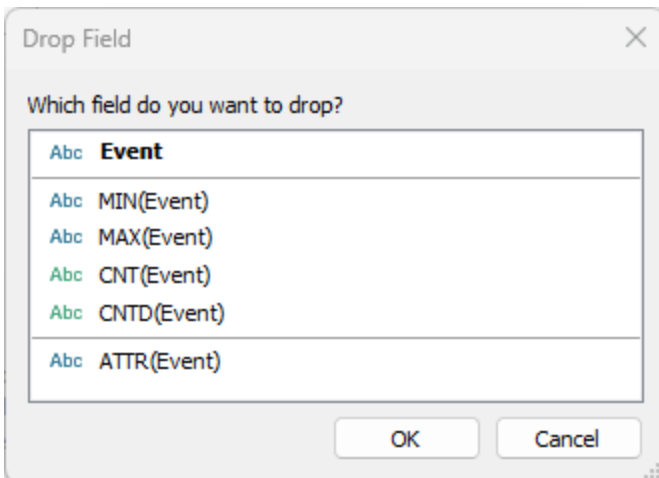 Drop Field
Which field do you want to drop?
Abc Event
Abc MIN(Event)
Abc MAX(Event)
Abc CNT(Event)
Abc CNTD(Event)
Abc ATTR(Event)
OK Cancel